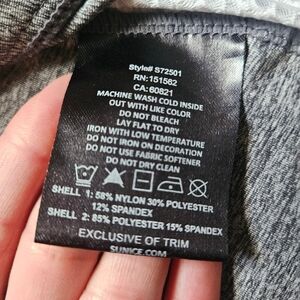 Style# S72501
RN:151562
CA:60821
MACHINE WASH COLD INSIDE
OUT WITH LIKE COLOR
DO NOT BLEACH
LAY FLAT TO DRY
IRON WITH LOW TEMPERATURE
DO NOT IRON ON DECORATION
DO NOT USE FABRIC SOFTENER
DO NOT DRY CLEAN
SHELL 1: 58% NYLON 30% POLYESTER
12% SPANDEX
SHELL 2: 85% POLYESTER 15% SPANDEX
EXCLUSIVE OF TRIM
SUNICE.COM